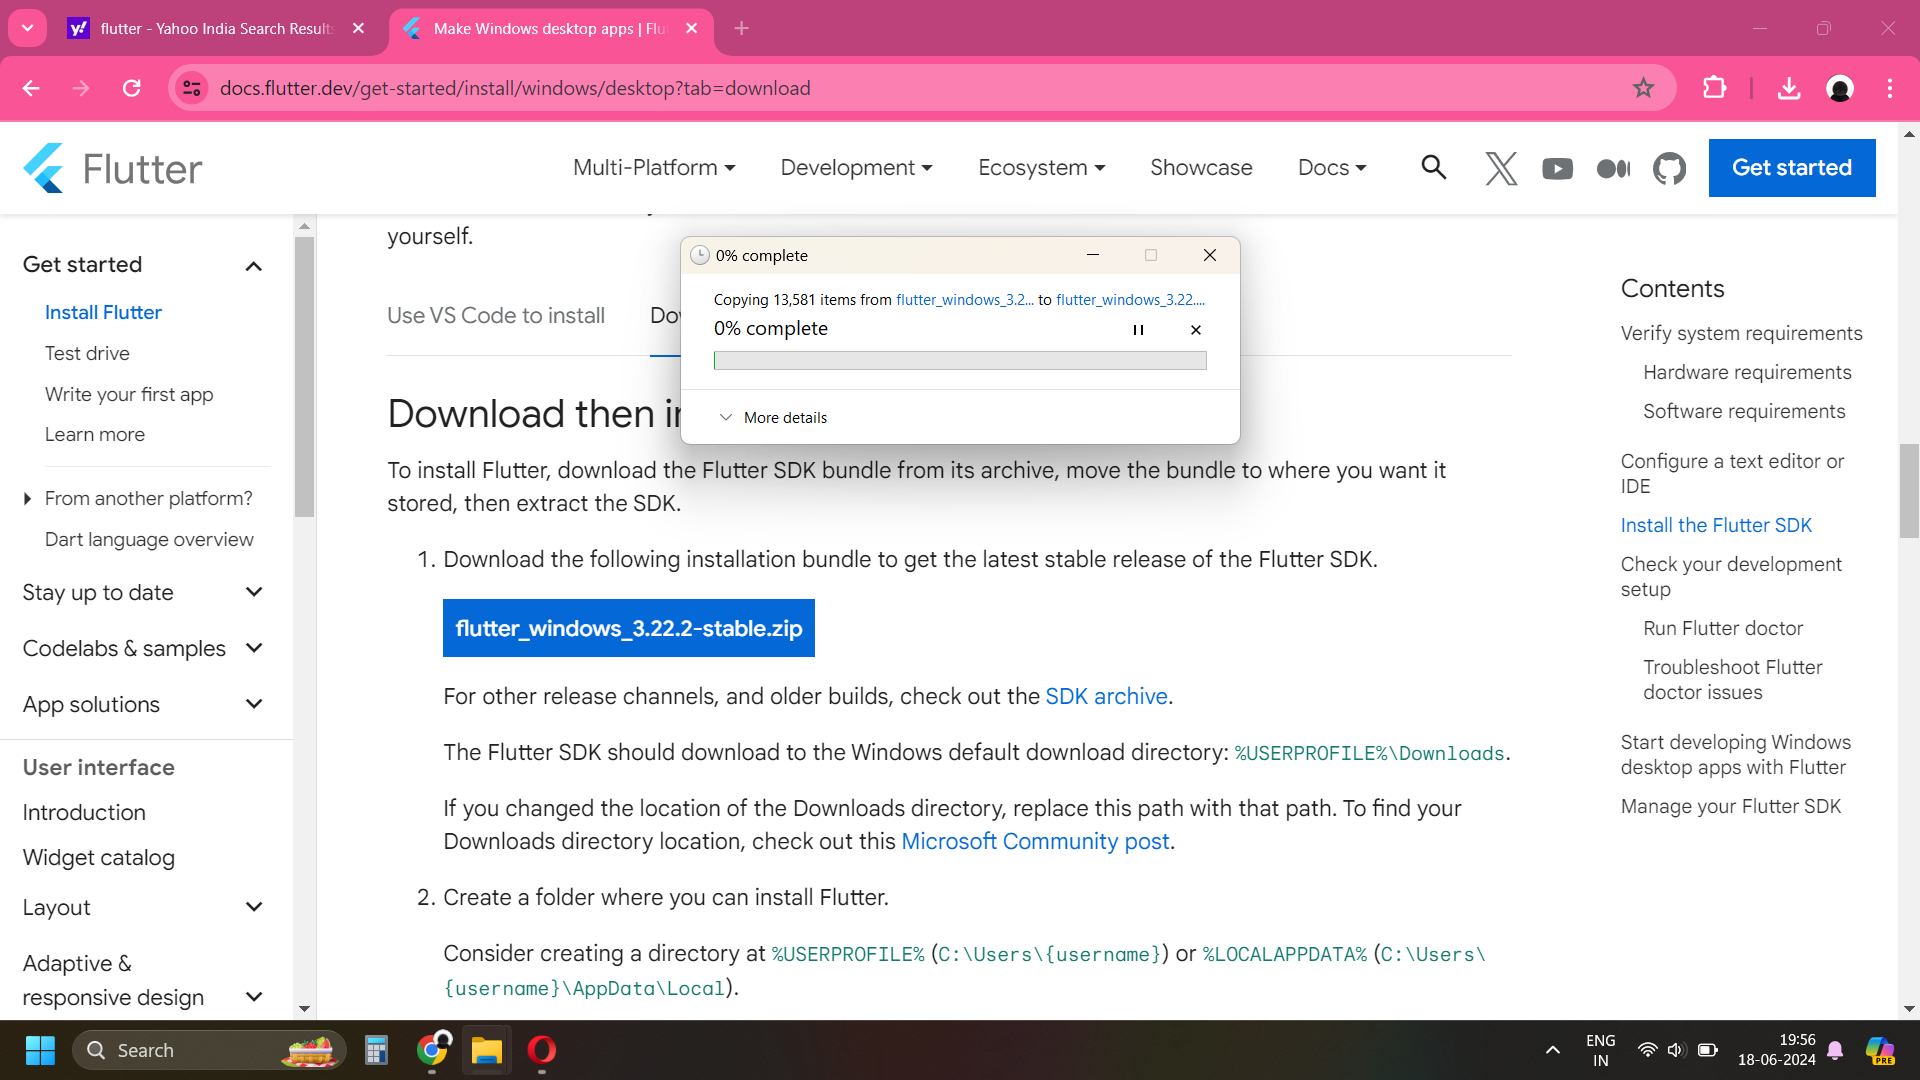 flutter - Yahoo India Search Results
Make Windows desktop apps | Flu
docs.flutter.dev/get-started/install/windows/desktop?tab=download
Flutter
Multi-Platform
Development
Ecosystem
Showcase
Docs
Get started
Get started
Install Flutter
Test drive
Write your first app
Learn more
From another platform?
Dart language overview
Stay up to date
Codelabs & samples
App solutions
User interface
Introduction
Widget catalog
Layout
Adaptive &
responsive design
yourself.
Use VS Code to install
0% complete
Copying 13,581 items from flutter_windows_3.2... to flutter_windows_3.22....
0% complete
More details
Download then
To install Flutter, download the Flutter SDK bundle from its archive, move the bundle to where you want it
stored, then extract the SDK.
1. Download the following installation bundle to get the latest stable release of the Flutter SDK.
flutter_windows_3.22.2-stable.zip
For other release channels, and older builds, check out the SDK archive.
The Flutter SDK should download to the Windows default download directory: %USERPROFILE%\Downloads.
If you changed the location of the Downloads directory, replace this path with that path. To find your
Downloads directory location, check out this Microsoft Community post.
2. Create a folder where you can install Flutter.
Consider creating a directory at %USERPROFILE% (C:\Users\{username}) or %LOCALAPPDATA% (C:\Users\
{username}\AppData\Local).
Contents
Verify system requirements
Hardware requirements
Software requirements
Configure a text editor or
IDE
Install the Flutter SDK
Check your development
setup
Run Flutter doctor
Troubleshoot Flutter
doctor issues
Start developing Windows
desktop apps with Flutter
Manage your Flutter SDK
Search
ENG
IN
19:56
18-06-2024
PRE